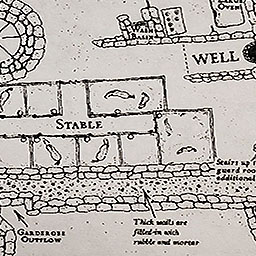 WASH
BASIN
OVEN
WELL
STABLE
Stairs up t
guard roo
additional
GARDEROBE
OUTFLOW
Thick walls are
filled-in with
rubble and mortar